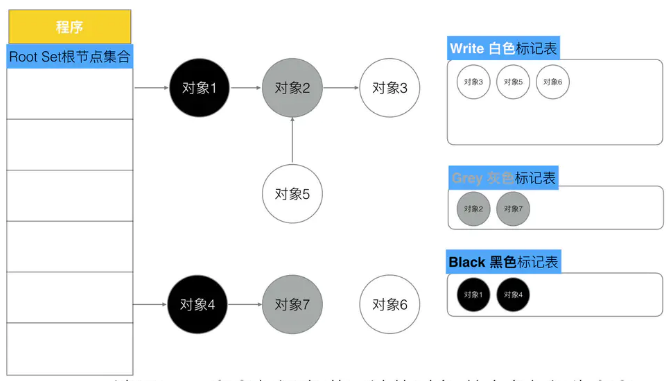 程序
Root Set根节点集合
对象1
对象2
对象3
对象5
对象4
对象7
对象6
Write 白色标记表
对象3 对象5 对象6
Grey 灰色标记表
对象2 对象7
Black 黑色标记表
对象1 对象4